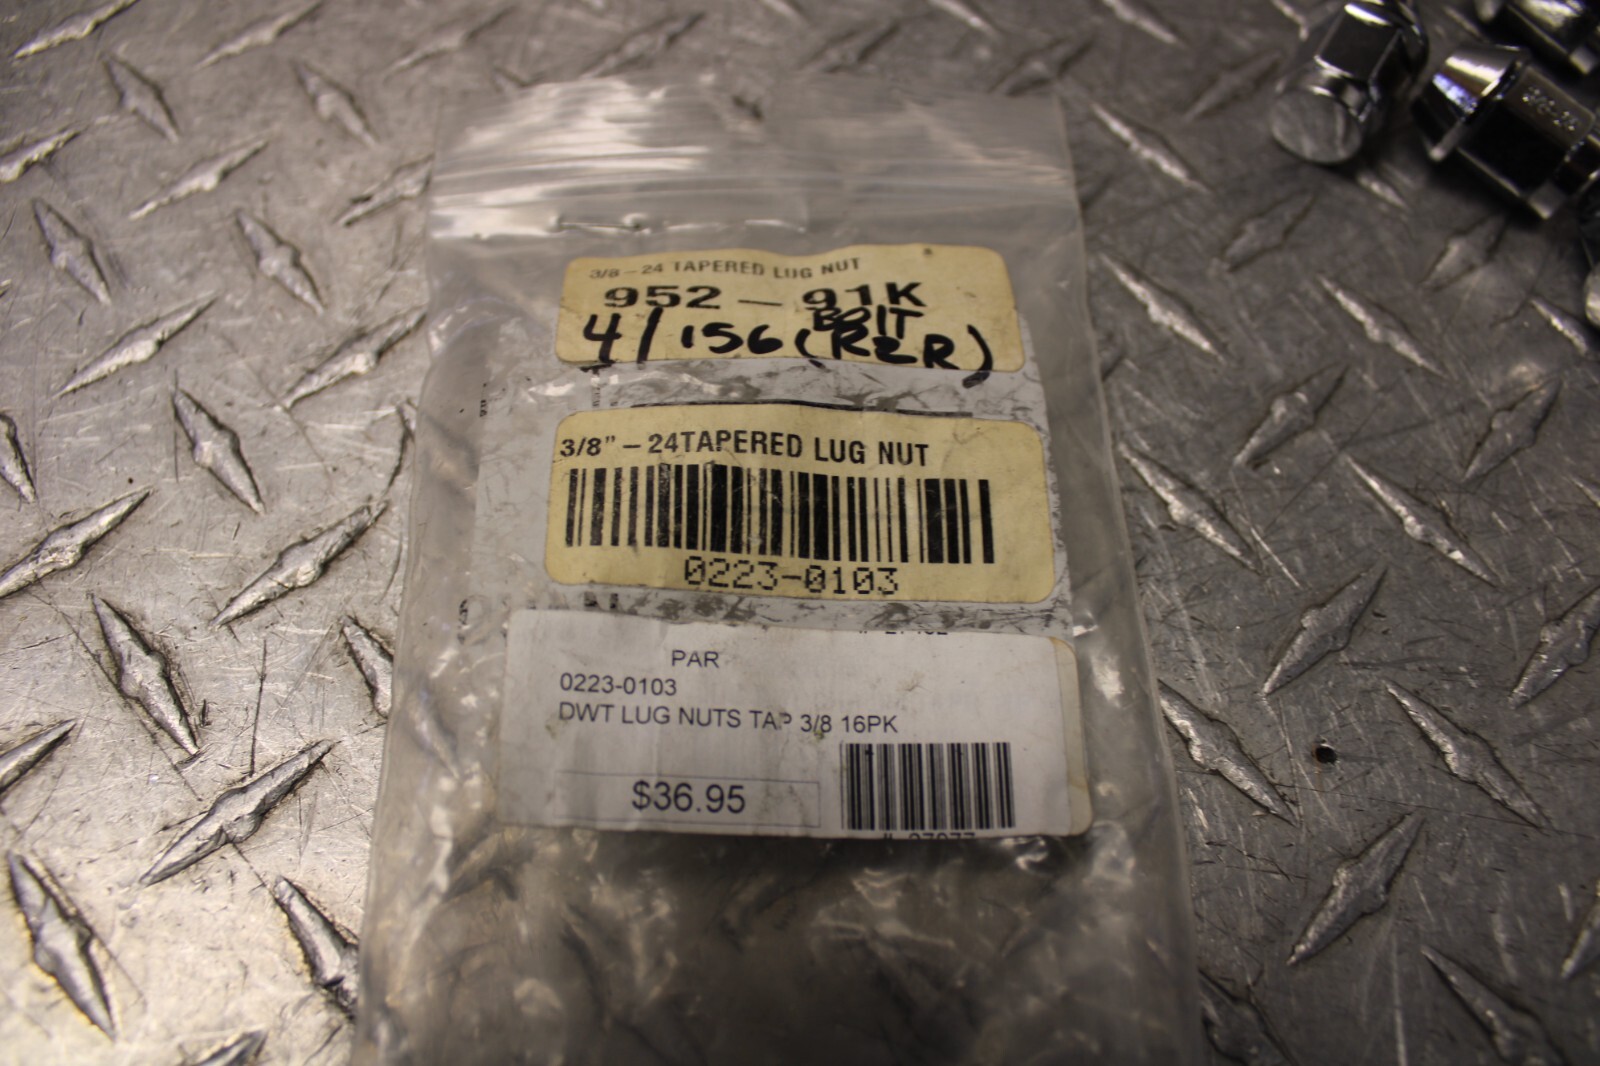 3/8 – 24 TAPERED LUG NUT
952 – 91K
BOLT
4/156 (RZR)
3/8" – 24TAPERED LUG NUT
0223-0103
PAR
0223-0103
DWT LUG NUTS TAP 3/8 16PK
$36.95